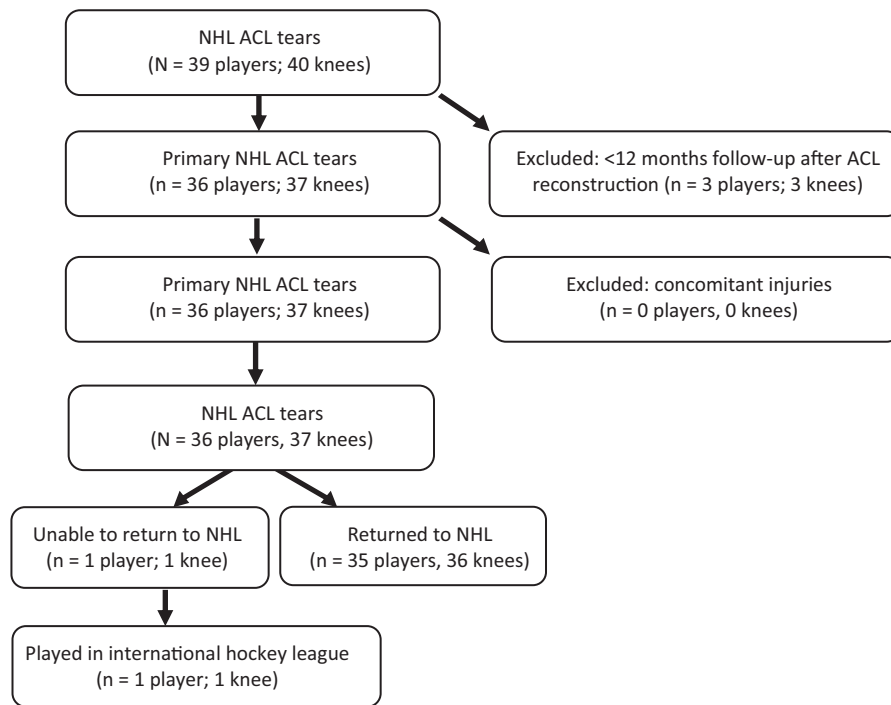 NHL ACL tears
(N = 39 players; 40 knees)
Primary NHL ACL tears
(n = 36 players; 37 knees)
Excluded: <12 months follow-up after ACL
reconstruction (n = 3 players; 3 knees)
Primary NHL ACL tears
(n = 36 players; 37 knees)
Excluded: concomitant injuries
(n = 0 players, 0 knees)
NHL ACL tears
(N = 36 players, 37 knees)
Unable to return to NHL
(n = 1 player; 1 knee)
Returned to NHL
(n = 35 players, 36 knees)
Played in international hockey league
(n = 1 player; 1 knee)